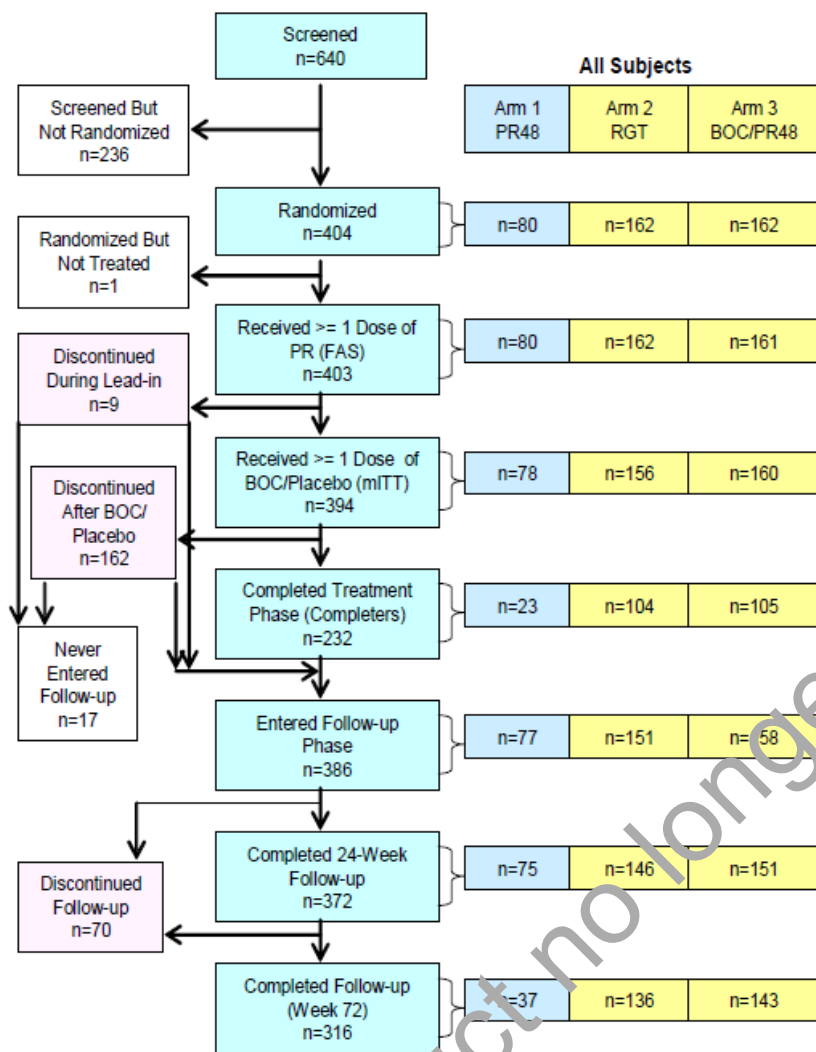 Screened
n=640
All Subjects
Screened But
Not Randomized
n=236
Arm 1
PR48
Arm 2
RGT
Arm 3
BOC/PR48
Randomized
n=404
n=80
n=162
n=162
Randomized But
Not Treated
n=1
Received >= 1 Dose of
PR (FAS)
n=403
n=80
n=162
n=161
Discontinued
During Lead-in
n=9
Received >= 1 Dose of
BOC/Placebo (mITT)
n=394
n=78
n=156
n=160
Discontinued
After BOC/
Placebo
n=162
Completed Treatment
Phase (Completers)
n=232
n=23
n=104
n=105
Never
Entered
Follow-up
n=17
Entered Follow-up
Phase
n=386
n=77
n=151
n=158
Completed 24-Week
Follow-up
n=372
n=75
n=146
n=151
Discontinued
Follow-up
n=70
Completed Follow-up
(Week 72)
n=316
n=37
n=136
n=143
no longer